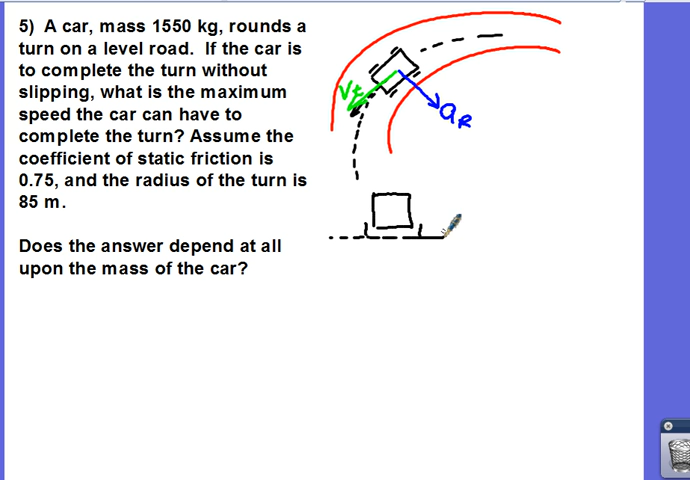 5) A car, mass 1550 kg, rounds a
turn on a level road. If the car is
to complete the turn without
slipping, what is the maximum
speed the car can have to
complete the turn? Assume the
coefficient of static friction is
0.75, and the radius of the turn is
85 m.
Does the answer depend at all
upon the mass of the car?
Vt
aR